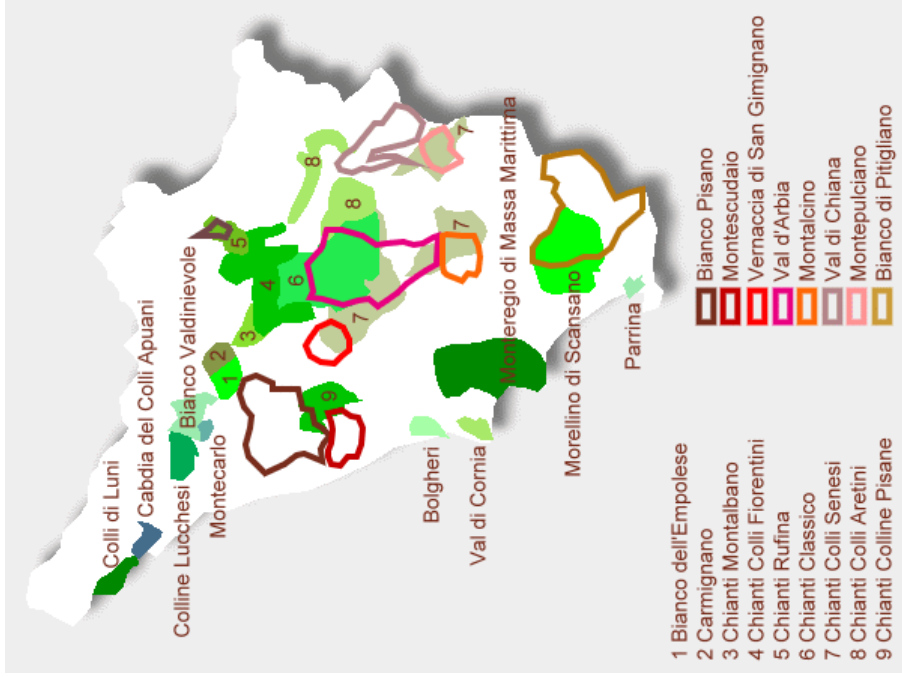 Colli di Luni
Cabdia del Colli Apuani
Colline Lucchesi
Bianco Valdinievole
Montecarlo
1
2
3
4
5
6
7
8
8
7
7
9
Bolgheri
Val di Cornia
Monteregio di Massa Marittima
Morellino di Scansano
Parrina
1 Bianco dell'Empolese
2 Carmignano
3 Chianti Montalbano
4 Chianti Colli Fiorentini
5 Chianti Rufina
6 Chianti Classico
7 Chianti Colli Senesi
8 Chianti Colli Aretini
9 Chianti Colline Pisane
Bianco Pisano
Montescudaio
Vernaccia di San Gimignano
Val d'Arbia
Montalcino
Val di Chiana
Montepulciano
Bianco di Pitigliano